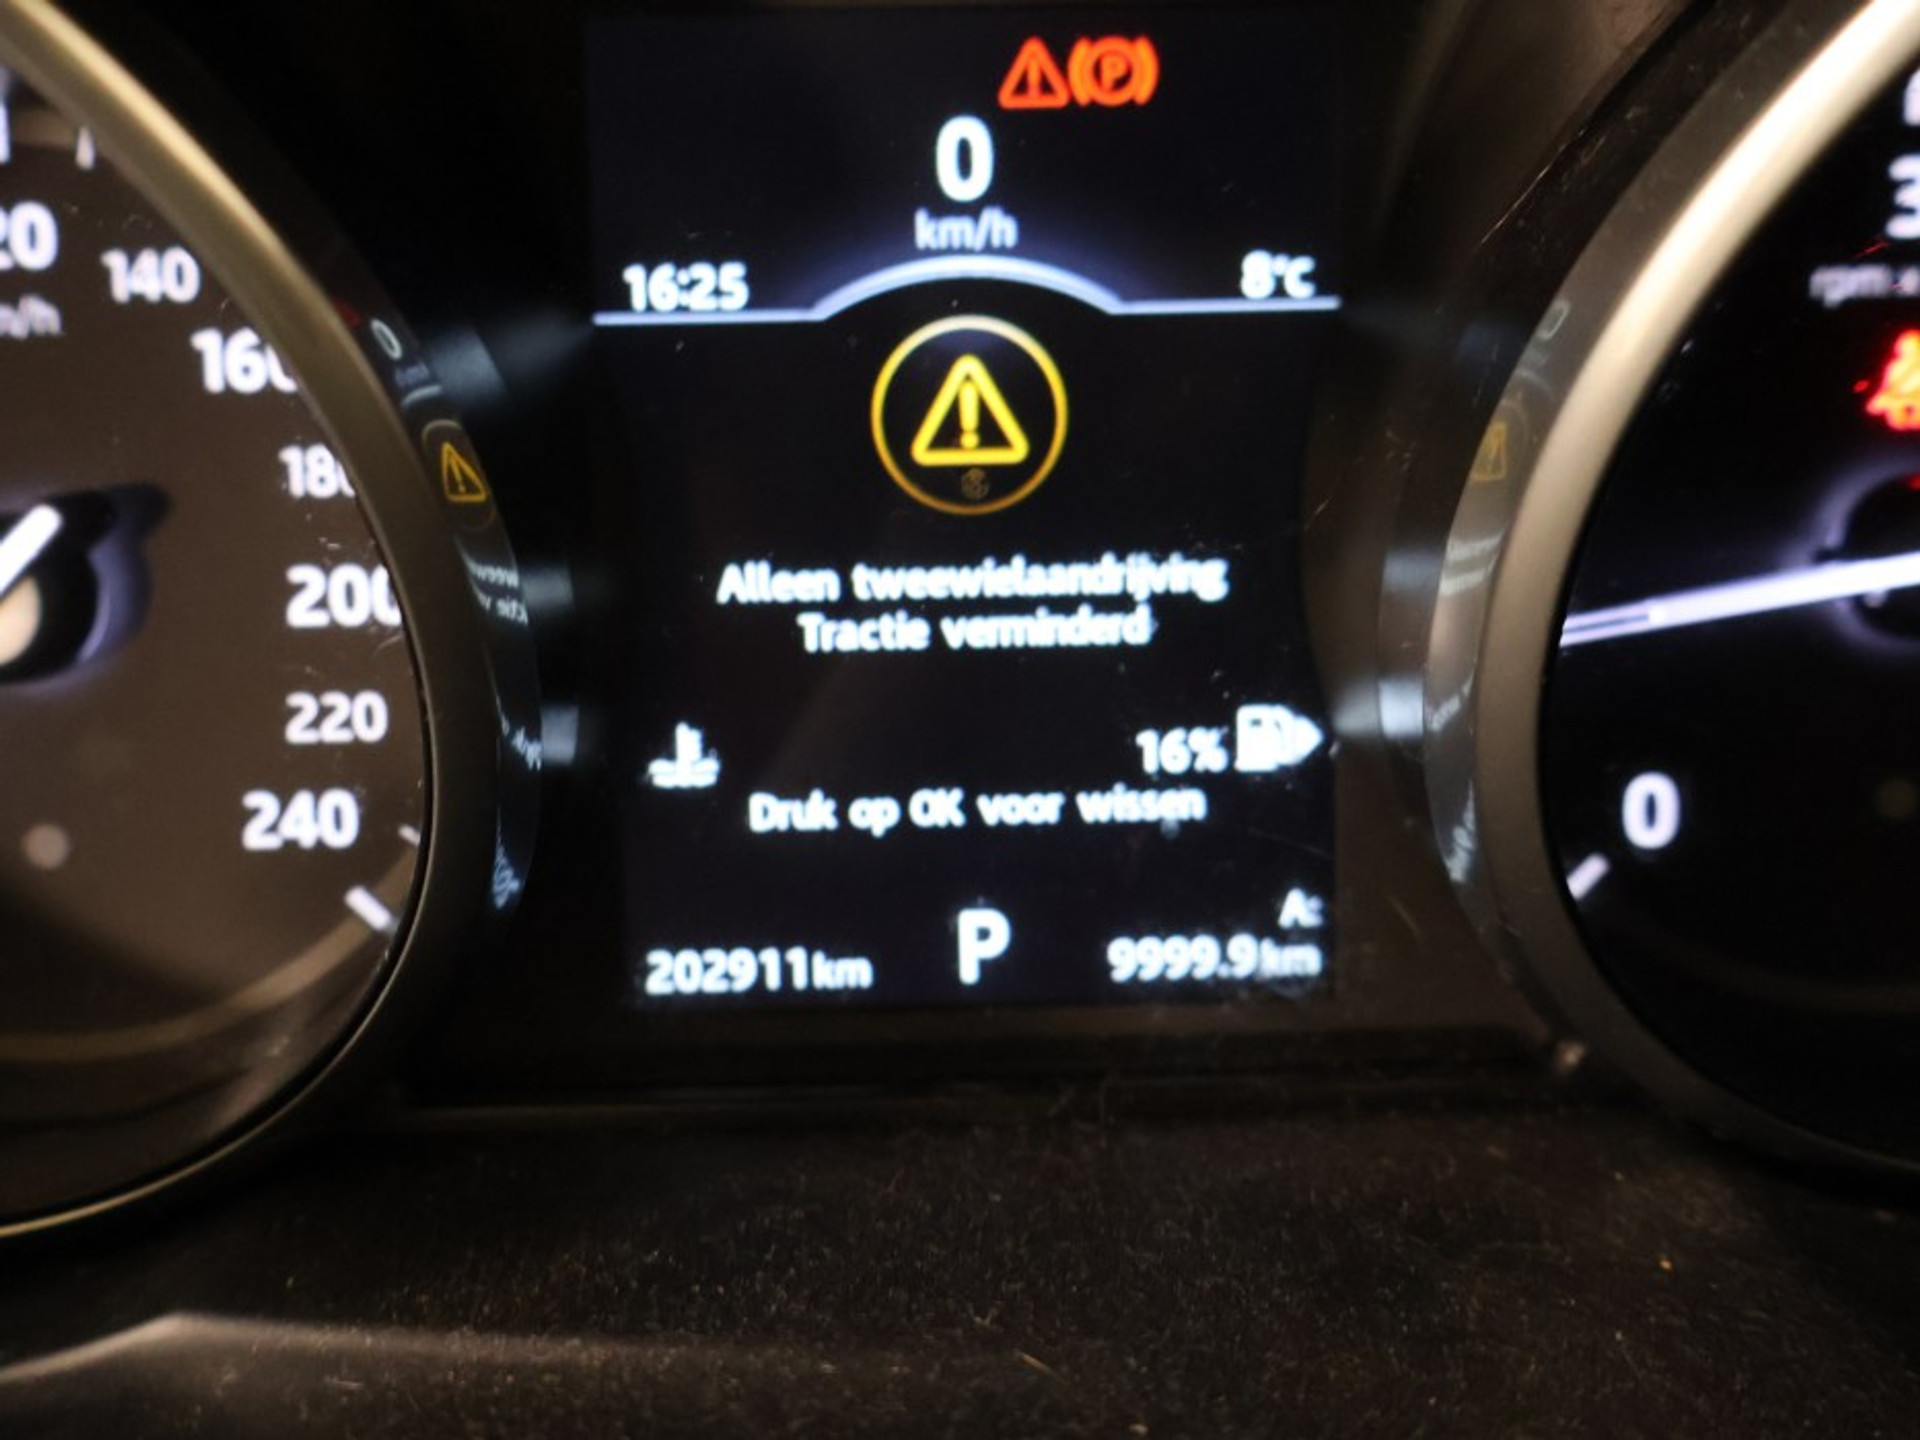 0
km/h
16:25
8°C
140
180
200
220
240
rpm x
0
Alleen tweewielaandrijving
Tractie verminderd
16%
Druk op OK voor wissen
A:
202911km
P
9999.9km